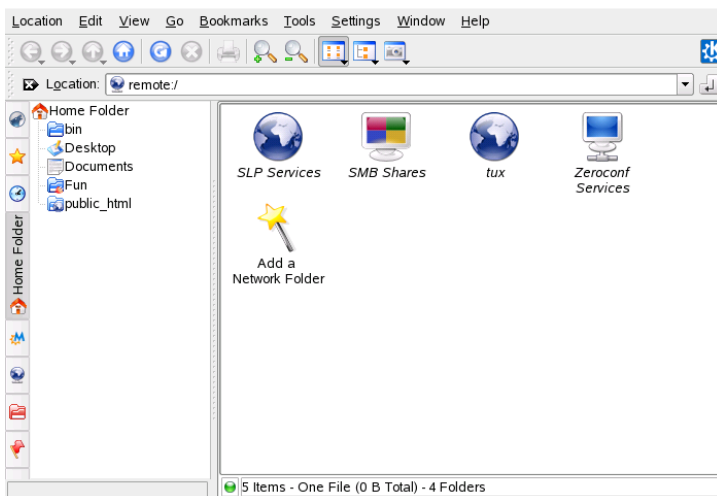 Location Edit View Go Bookmarks Tools Settings Window Help
Location: remote:/
Home Folder
bin
Desktop
Documents
Fun
public_html
Home Folder
SLP Services
SMB Shares
tux
Zeroconf
Services
Add a
Network Folder
5 Items - One File (0 B Total) - 4 Folders